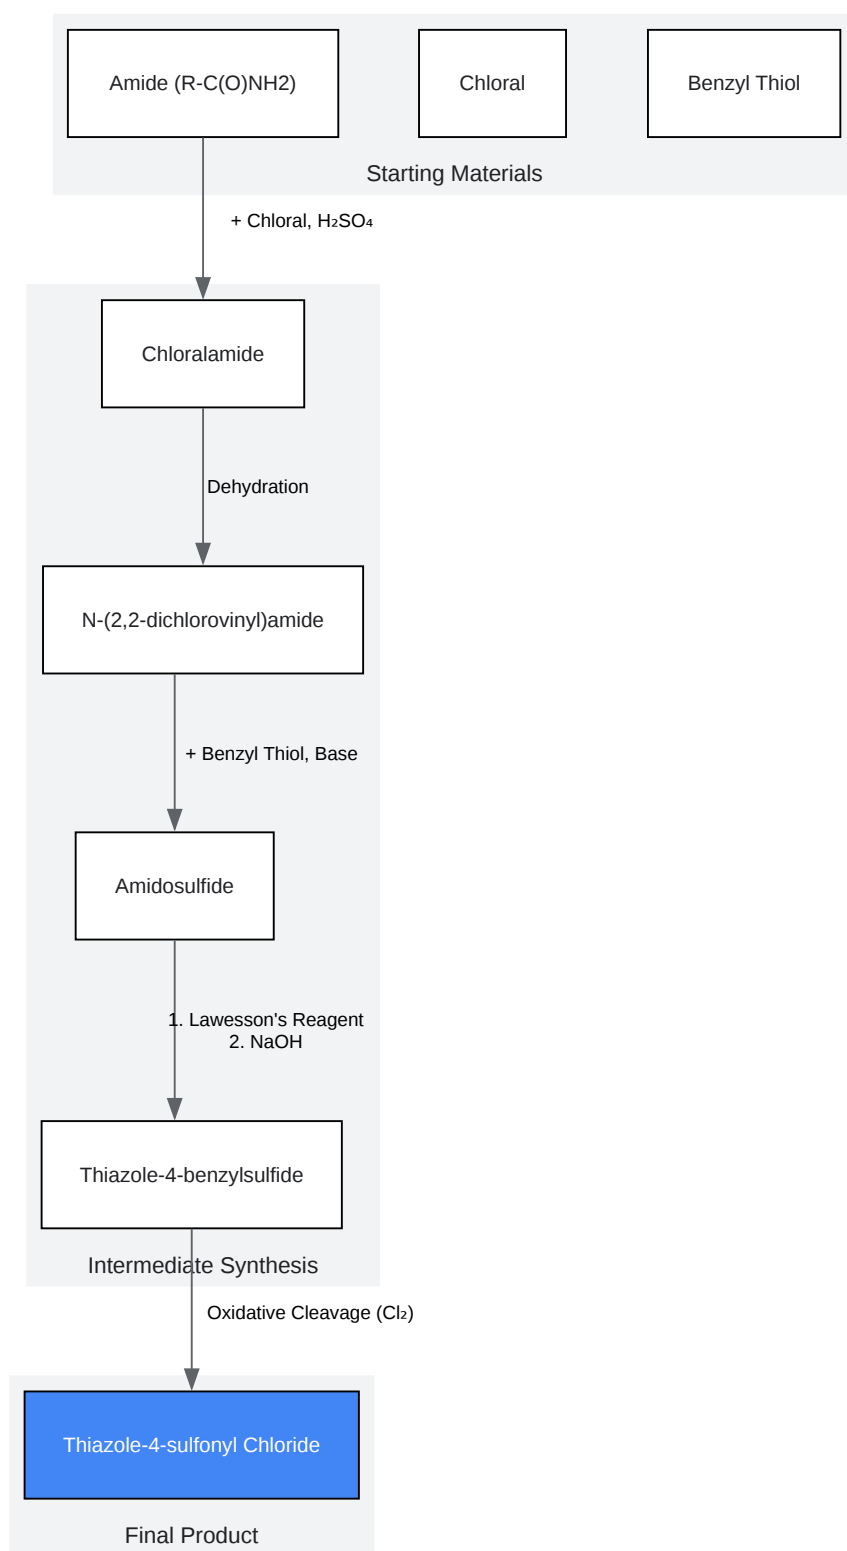 Amide (R-C(O)NH2)
Chloral
Benzyl Thiol
Starting Materials
+ Chloral, H₂SO₄
Chloralamide
Dehydration
N-(2,2-dichlorovinyl)amide
+ Benzyl Thiol, Base
Amidosulfide
1. Lawesson's Reagent
2. NaOH
Thiazole-4-benzylsulfide
Intermediate Synthesis
Oxidative Cleavage (Cl₂)
Thiazole-4-sulfonyl Chloride
Final Product